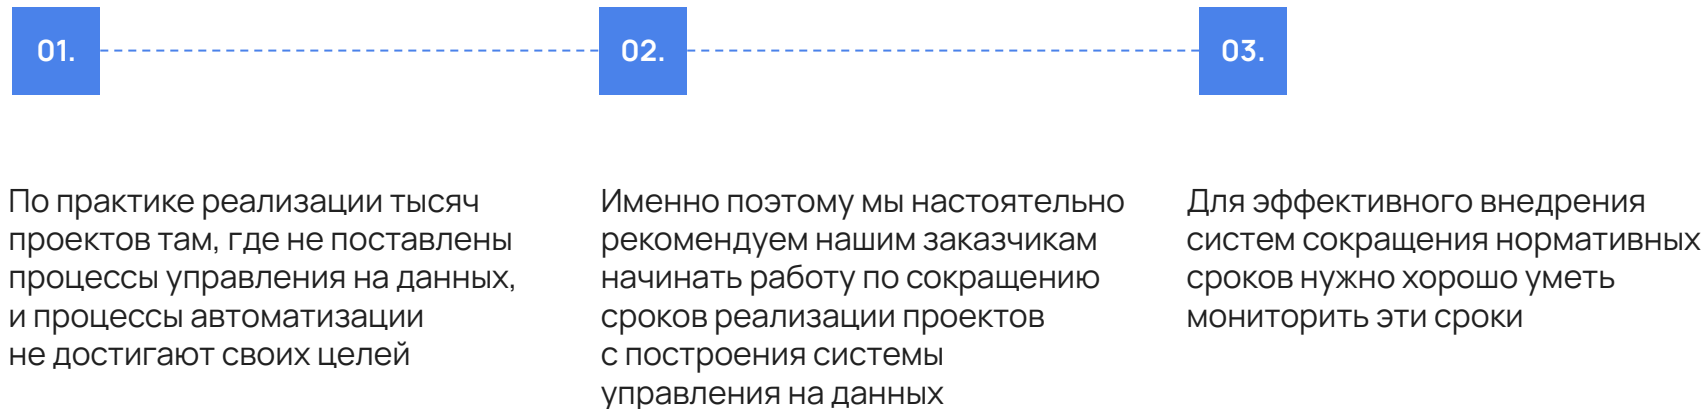 01.
02.
03.
По практике реализации тысяч
проектов там, где не поставлены
процессы управления на данных,
и процессы автоматизации
не достигают своих целей
Именно поэтому мы настоятельно
рекомендуем нашим заказчикам
начинать работу по сокращению
сроков реализации проектов
с построения системы
управления на данных
Для эффективного внедрения
систем сокращения нормативных
сроков нужно хорошо уметь
мониторить эти сроки